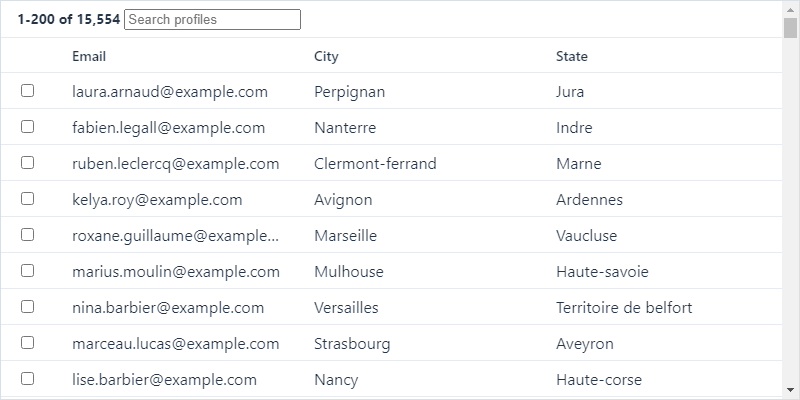 1-200 of 15,554 Search profiles
Email City State
laura.arnaud@example.com Perpignan Jura
fabien.legall@example.com Nanterre Indre
ruben.leclercq@example.com Clermont-ferrand Marne
kelya.roy@example.com Avignon Ardennes
roxane.guillaume@example... Marseille Vaucluse
marius.moulin@example.com Mulhouse Haute-savoie
nina.barbier@example.com Versailles Territoire de belfort
marceau.lucas@example.com Strasbourg Aveyron
lise.barbier@example.com Nancy Haute-corse